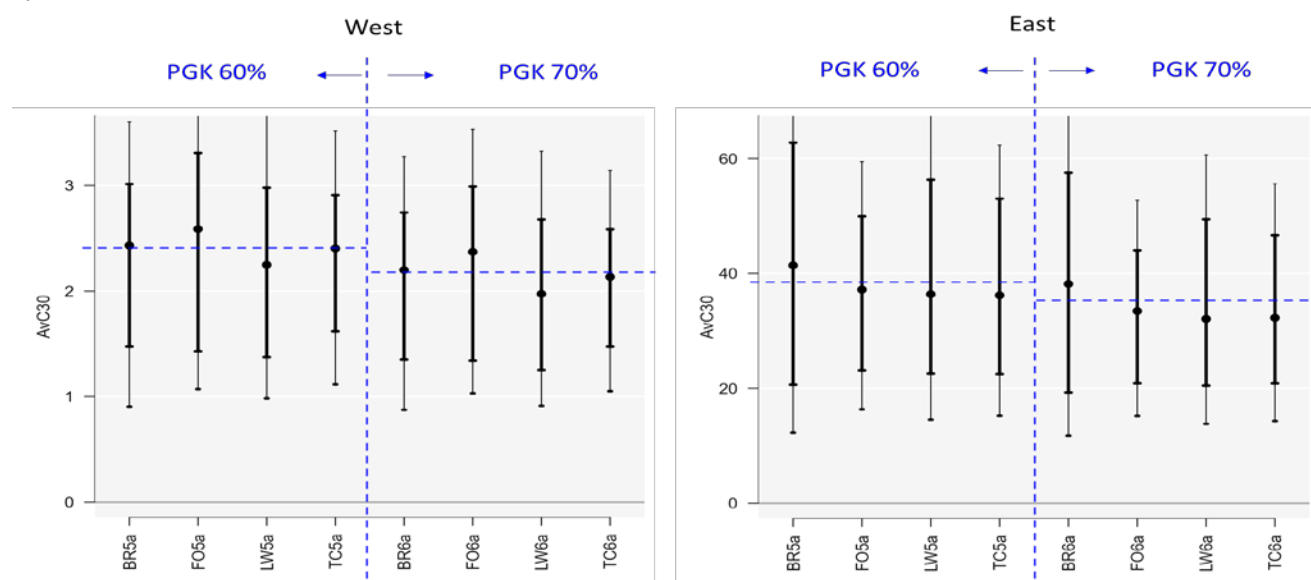 West
PGK 60%
PGK 70%
AvC30
3
2
1
0
BR5a
FO5a
LW5a
TC5a
BR6a
FO6a
LW6a
TC6a
East
PGK 60%
PGK 70%
AvC30
60
40
20
0
BR5a
FO5a
LW5a
TC5a
BR6a
FO6a
LW6a
TC6a